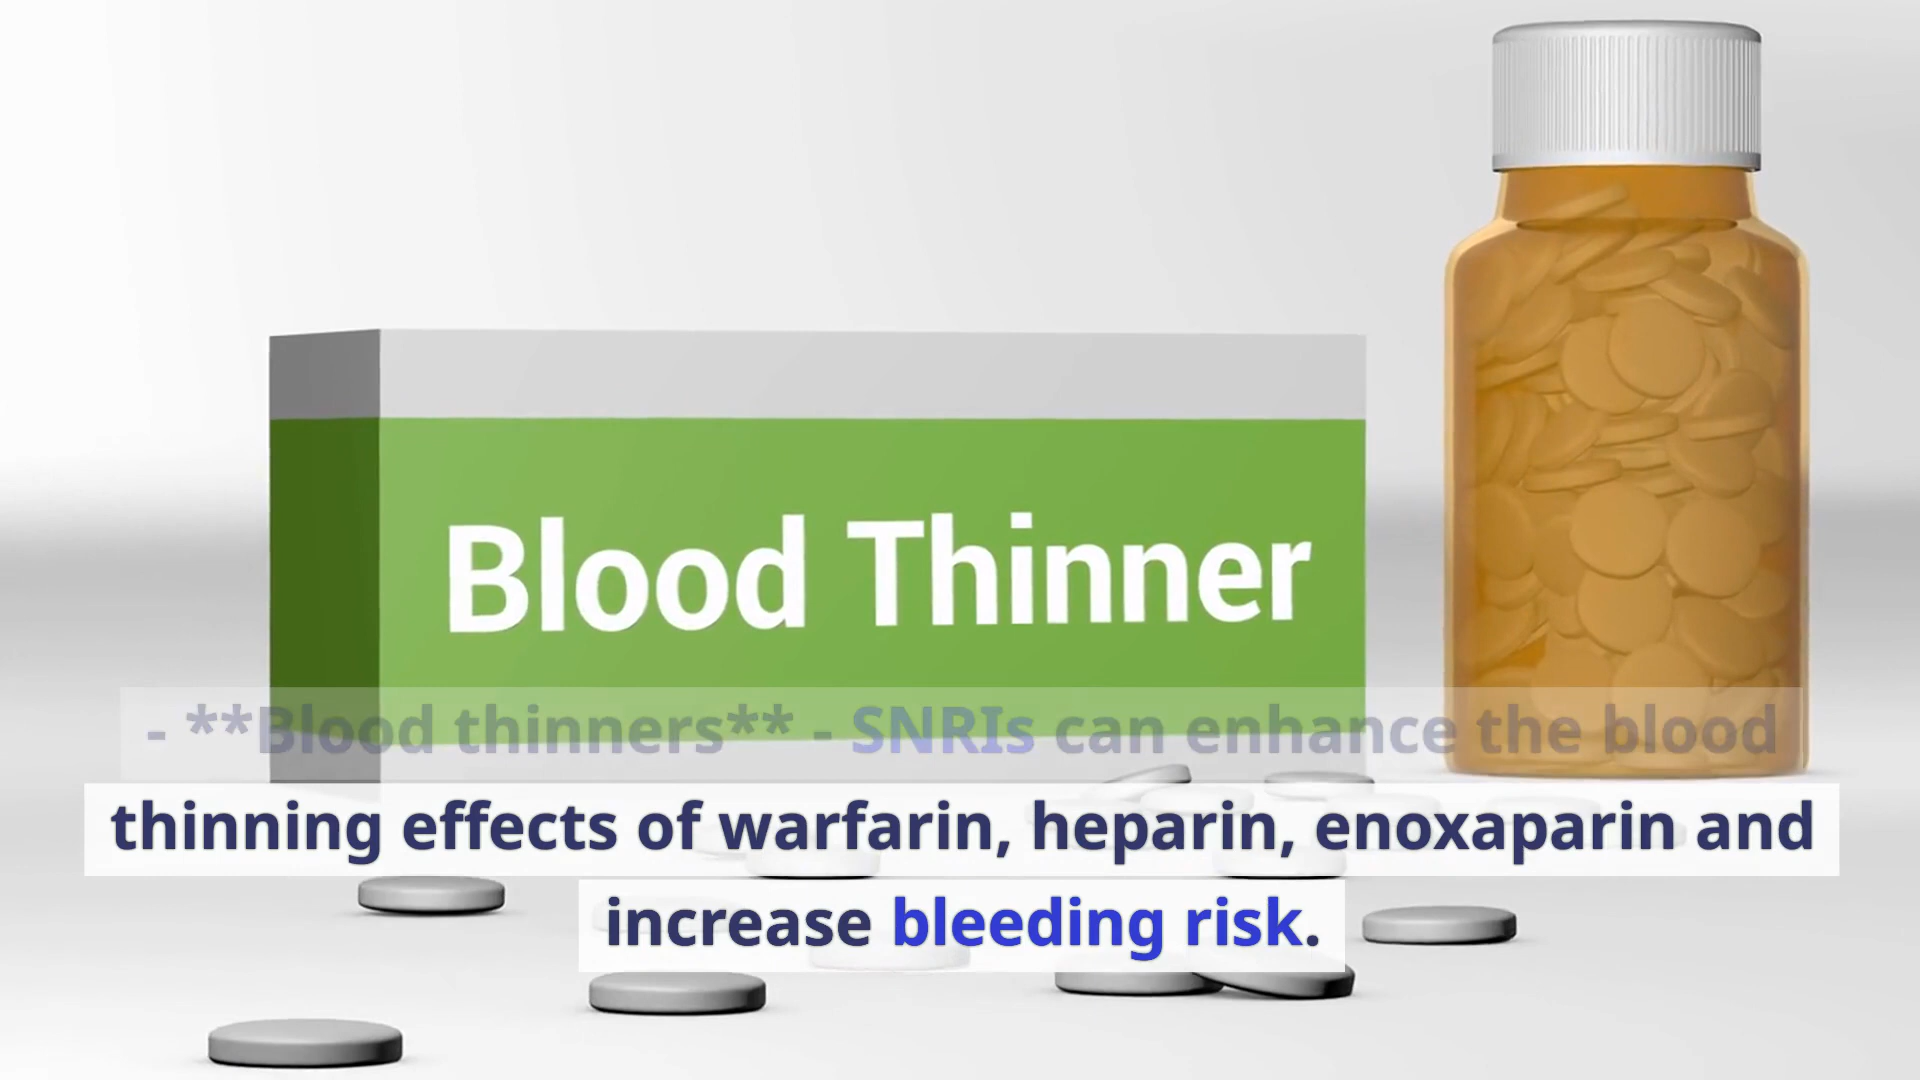 Blood Thinner
- **Blood thinners** - SNRIs can enhance the blood
thinning effects of warfarin, heparin, enoxaparin and
increase bleeding risk.